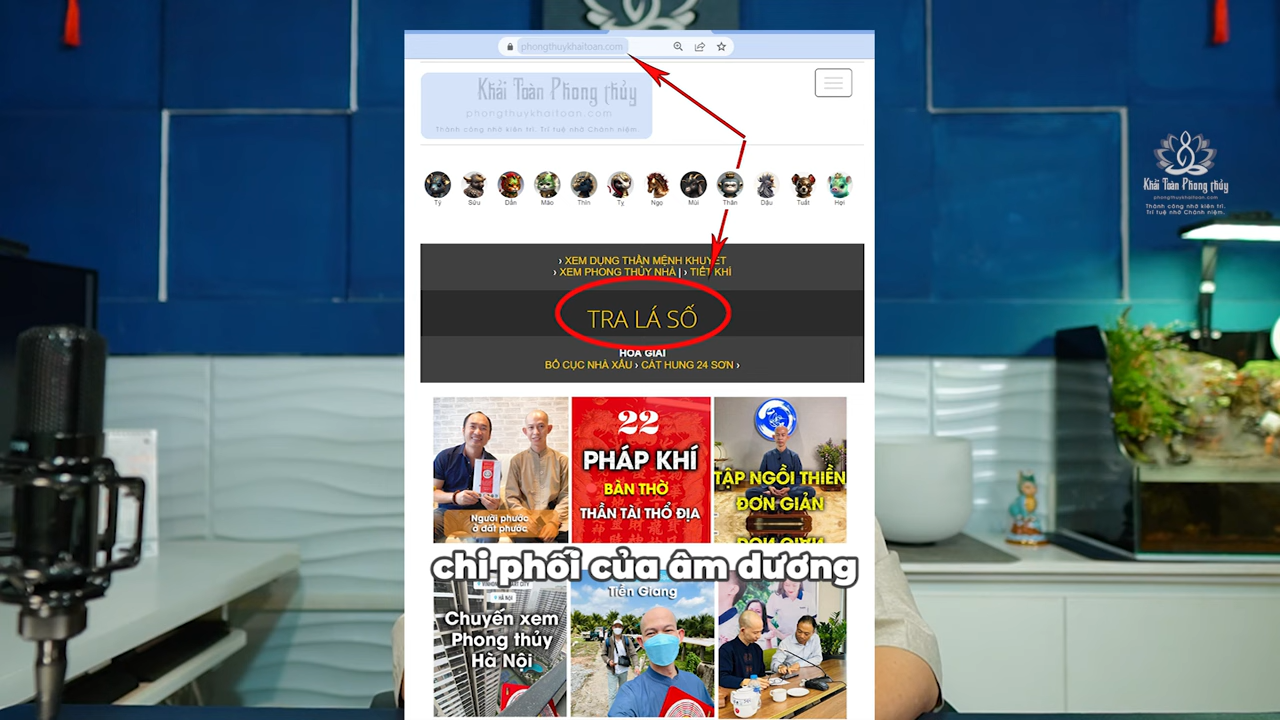 phongthuykhaitoan.com
Khải Toàn Phong thủy
phongthuykhaitoan.com
Thành công nhờ kiên trì. Trí tuệ nhờ Chánh niệm.
Tý Sửu Dần Mão Thìn Tỵ Ngọ Mùi Thân Dậu Tuất Hợi
› XEM DỤNG THẦN MỆNH KHUYẾT
› XEM PHONG THỦY NHÀ | › TIẾT KHÍ
TRA LÁ SỐ
HÓA GIẢI
BỐ CỤC NHÀ XẤU › CÁT HUNG 24 SƠN ›
Người phước
ở đất phước
22
PHÁP KHÍ
BÀN THỜ
THẦN TÀI THỔ ĐỊA
TẬP NGỒI THIỀN
ĐƠN GIẢN
ĐƠN GIẢN
chi phối của âm dương
Chuyến xem
Phong thủy
Hà Nội
Tiền Giang
Khải Toàn Phong thủy
phongthuykhaitoan.com
Thành công nhờ kiên trì.
Trí tuệ nhờ Chánh niệm.